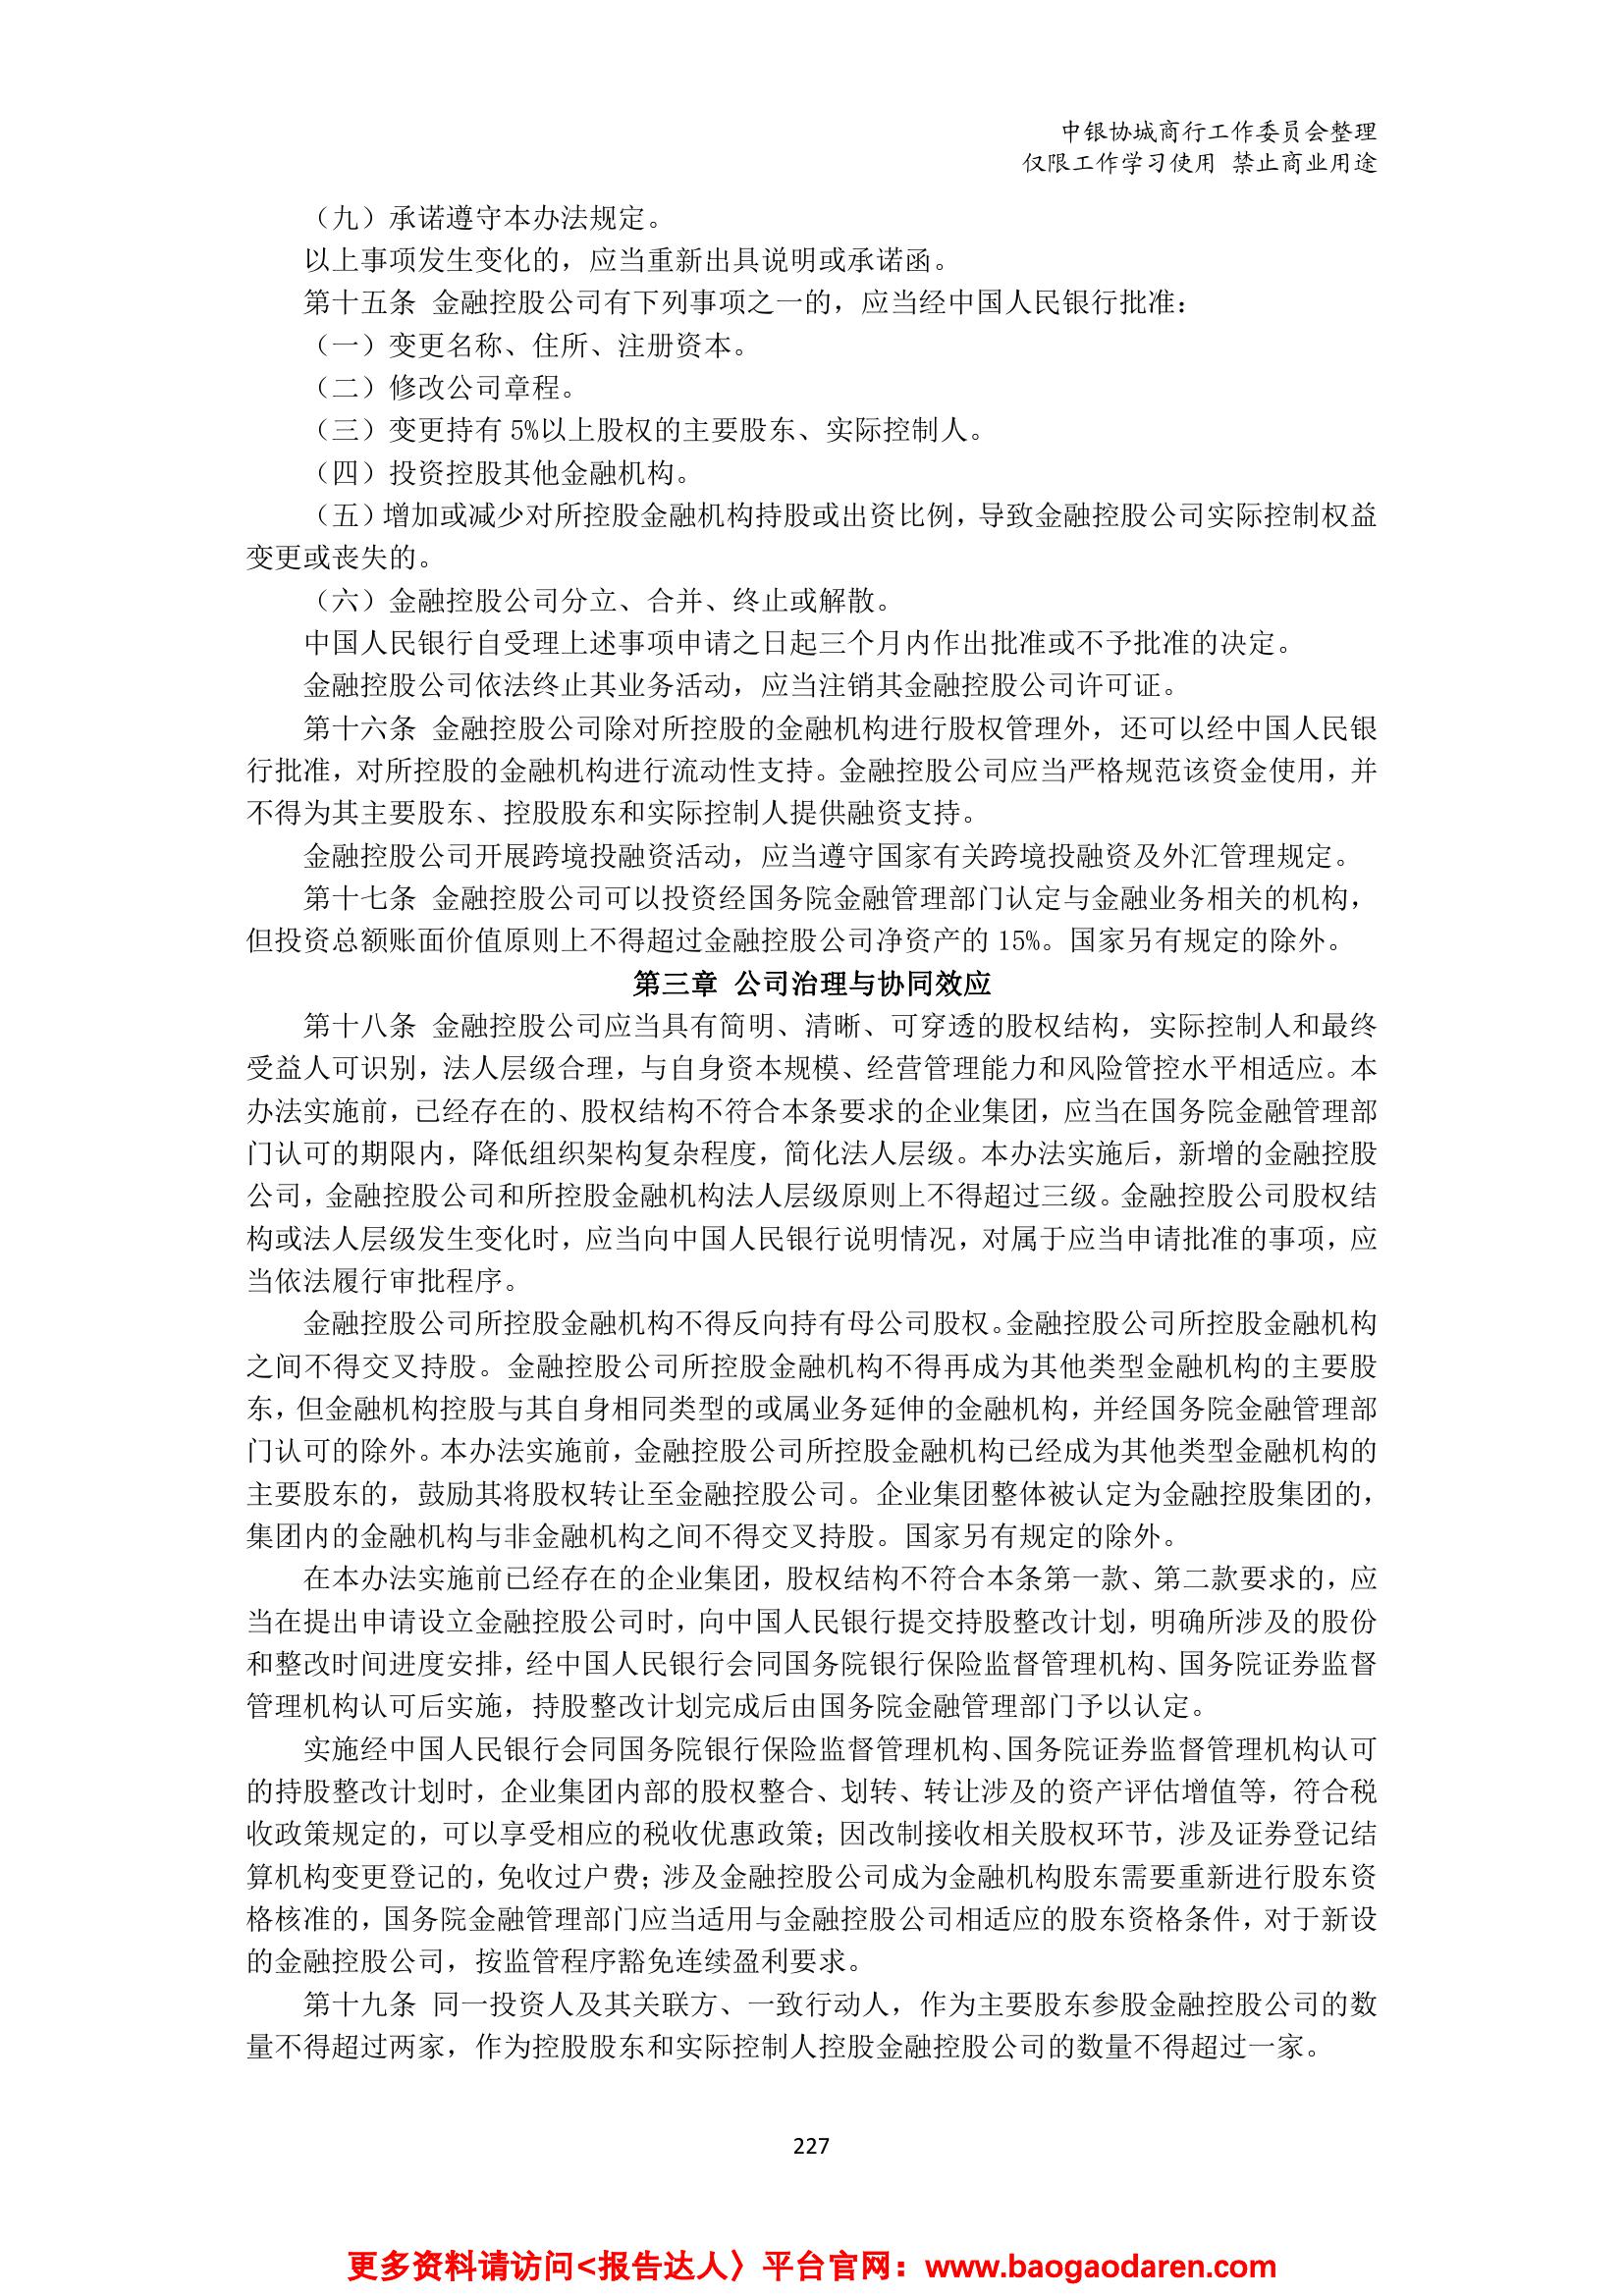 中银协城商行工作委员会整理
仅限工作学习使用 禁止商业用途
（九）承诺遵守本办法规定。
以上事项发生变化的，应当重新出具说明或承诺函。
第十五条 金融控股公司有下列事项之一的，应当经中国人民银行批准：
（一）变更名称、住所、注册资本。
（二）修改公司章程。
（三）变更持有 5%以上股权的主要股东、实际控制人。
（四）投资控股其他金融机构。
（五）增加或减少对所控股金融机构持股或出资比例，导致金融控股公司实际控制权益
变更或丧失的。
（六）金融控股公司分立、合并、终止或解散。
中国人民银行自受理上述事项申请之日起三个月内作出批准或不予批准的决定。
金融控股公司依法终止其业务活动，应当注销其金融控股公司许可证。
第十六条 金融控股公司除对所控股的金融机构进行股权管理外，还可以经中国人民银
行批准，对所控股的金融机构进行流动性支持。金融控股公司应当严格规范该资金使用，并
不得为其主要股东、控股股东和实际控制人提供融资支持。
金融控股公司开展跨境投融资活动，应当遵守国家有关跨境投融资及外汇管理规定。
第十七条 金融控股公司可以投资经国务院金融管理部门认定与金融业务相关的机构，
但投资总额账面价值原则上不得超过金融控股公司净资产的 15%。国家另有规定的除外。
第三章 公司治理与协同效应
第十八条 金融控股公司应当具有简明、清晰、可穿透的股权结构，实际控制人和最终
受益人可识别，法人层级合理，与自身资本规模、经营管理能力和风险管控水平相适应。本
办法实施前，已经存在的、股权结构不符合本条要求的企业集团，应当在国务院金融管理部
门认可的期限内，降低组织架构复杂程度，简化法人层级。本办法实施后，新增的金融控股
公司，金融控股公司和所控股金融机构法人层级原则上不得超过三级。金融控股公司股权结
构或法人层级发生变化时，应当向中国人民银行说明情况，对属于应当申请批准的事项，应
当依法履行审批程序。
金融控股公司所控股金融机构不得反向持有母公司股权。金融控股公司所控股金融机构
之间不得交叉持股。金融控股公司所控股金融机构不得再成为其他类型金融机构的主要股
东，但金融机构控股与其自身相同类型的或属业务延伸的金融机构，并经国务院金融管理部
门认可的除外。本办法实施前，金融控股公司所控股金融机构已经成为其他类型金融机构的
主要股东的，鼓励其将股权转让至金融控股公司。企业集团整体被认定为金融控股集团的，
集团内的金融机构与非金融机构之间不得交叉持股。国家另有规定的除外。
在本办法实施前已经存在的企业集团，股权结构不符合本条第一款、第二款要求的，应
当在提出申请设立金融控股公司时，向中国人民银行提交持股整改计划，明确所涉及的股份
和整改时间进度安排，经中国人民银行会同国务院银行保险监督管理机构、国务院证券监督
管理机构认可后实施，持股整改计划完成后由国务院金融管理部门予以认定。
实施经中国人民银行会同国务院银行保险监督管理机构、国务院证券监督管理机构认可
的持股整改计划时，企业集团内部的股权整合、划转、转让涉及的资产评估增值等，符合税
收政策规定的，可以享受相应的税收优惠政策；因改制接收相关股权环节，涉及证券登记结
算机构变更登记的，免收过户费；涉及金融控股公司成为金融机构股东需要重新进行股东资
格核准的，国务院金融管理部门应当适用与金融控股公司相适应的股东资格条件，对于新设
的金融控股公司，按监管程序豁免连续盈利要求。
第十九条 同一投资人及其关联方、一致行动人，作为主要股东参股金融控股公司的数
量不得超过两家，作为控股股东和实际控制人控股金融控股公司的数量不得超过一家。
227
更多资料请访问<报告达人〉平台官网：www.baogaodaren.com